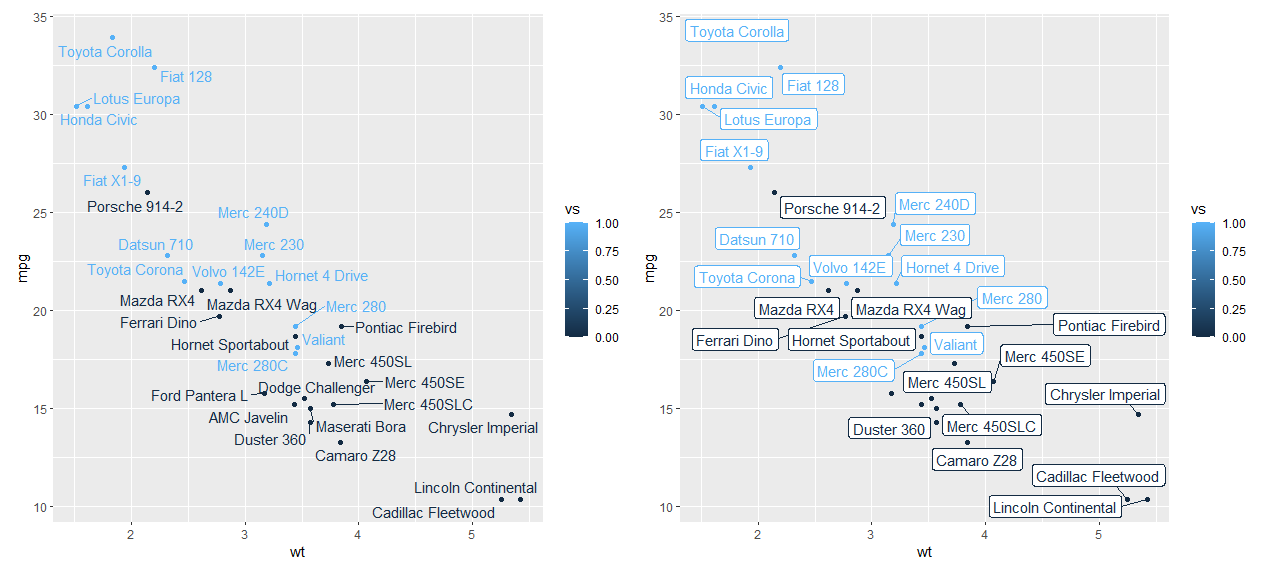 35
Toyota Corolla
Fiat 128
Lotus Europa
30
Honda Civic
Fiat X1-9
Porsche 914-2
25
Merc 240D
Datsun 710
Merc 230
Toyota Corona
Volvo 142E
Hornet 4 Drive
Mazda RX4
Mazda RX4 Wag
Merc 280
20
Ferrari Dino
Pontiac Firebird
Hornet Sportabout
Valiant
Merc 280C
Merc 450SL
Dodge Challenger
Merc 450SE
Ford Pantera L
15
Merc 450SLC
AMC Javelin
Maserati Bora
Chrysler Imperial
Duster 360
Camaro Z28
Lincoln Continental
10
Cadillac Fleetwood
2
3
4
5
wt
mpg
vs
1.00
0.75
0.50
0.25
0.00
35
Toyota Corolla
Fiat 128
Honda Civic
30
Lotus Europa
Fiat X1-9
25
Porsche 914-2
Merc 240D
Datsun 710
Merc 230
Toyota Corona
Volvo 142E
Hornet 4 Drive
Mazda RX4
Mazda RX4 Wag
Merc 280
20
Pontiac Firebird
Ferrari Dino
Hornet Sportabout
Valiant
Merc 450SE
Merc 280C
Merc 450SL
Chrysler Imperial
15
Duster 360
Merc 450SLC
Camaro Z28
Cadillac Fleetwood
Lincoln Continental
10
2
3
4
5
wt
mpg
vs
1.00
0.75
0.50
0.25
0.00